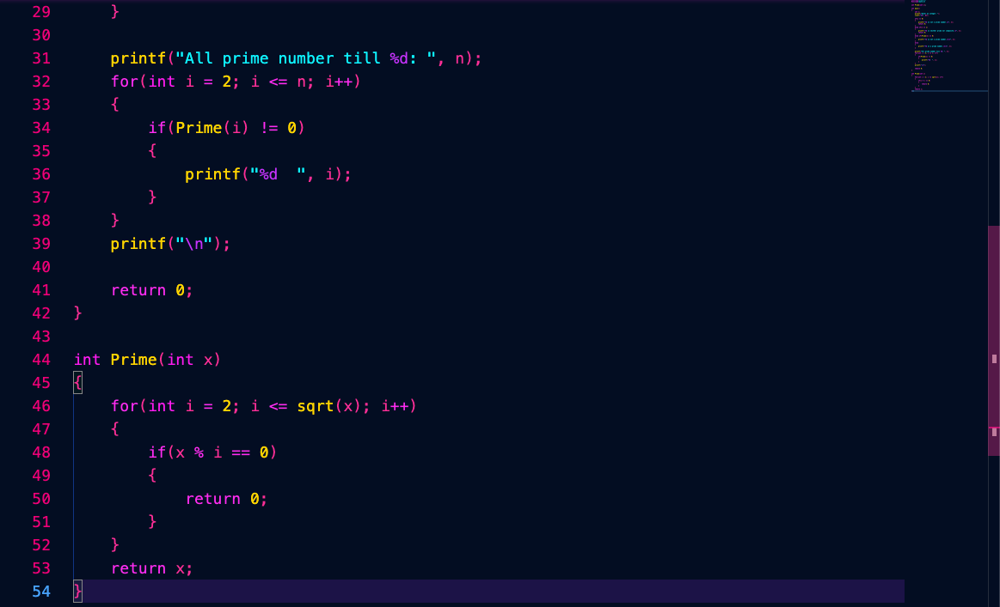 29     }
30
31     printf("All prime number till %d: ", n);
32     for(int i = 2; i <= n; i++)
33     {
34         if(Prime(i) != 0)
35         {
36             printf("%d  ", i);
37         }
38     }
39     printf("\n");
40
41     return 0;
42 }
43
44 int Prime(int x)
45 {
46     for(int i = 2; i <= sqrt(x); i++)
47     {
48         if(x % i == 0)
49         {
50             return 0;
51         }
52     }
53     return x;
54 }